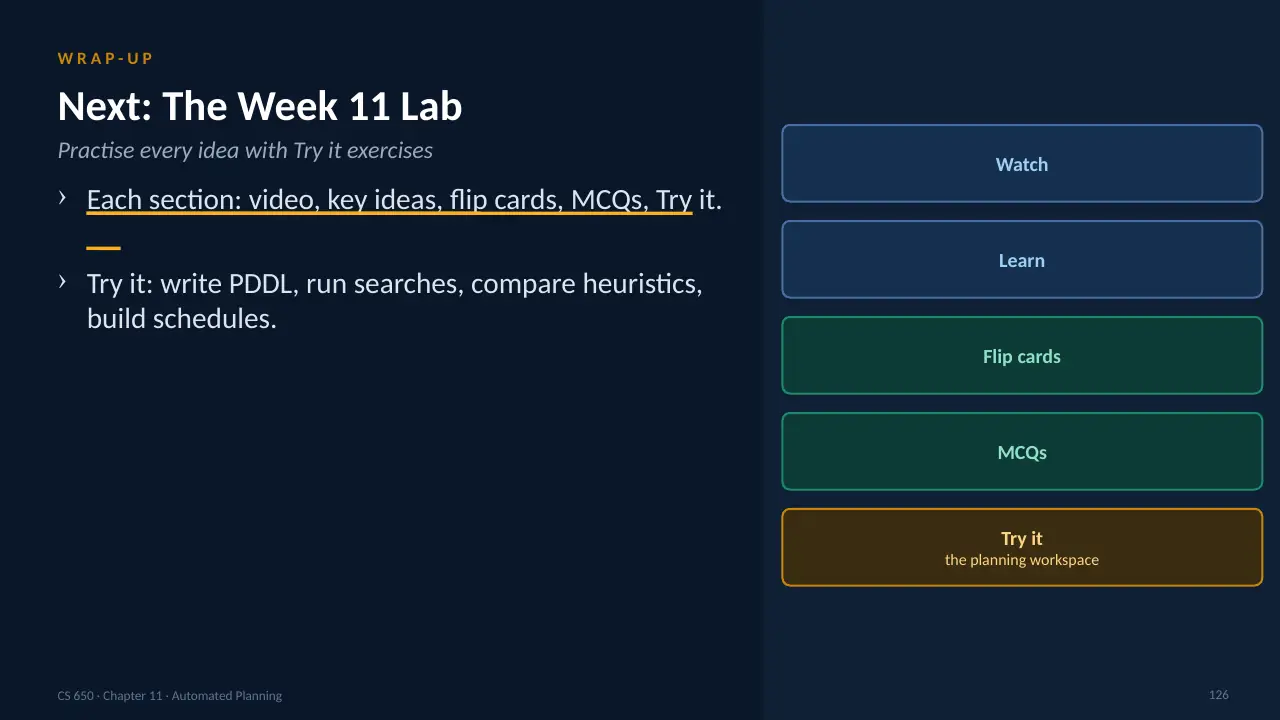 WRAP-UP
Next: The Week 11 Lab
Practise every idea with Try it exercises
› Each section: video, key ideas, flip cards, MCQs, Try it.
› Try it: write PDDL, run searches, compare heuristics,
build schedules.
Watch
Learn
Flip cards
MCQs
Try it
the planning workspace
CS 650 · Chapter 11 · Automated Planning
126